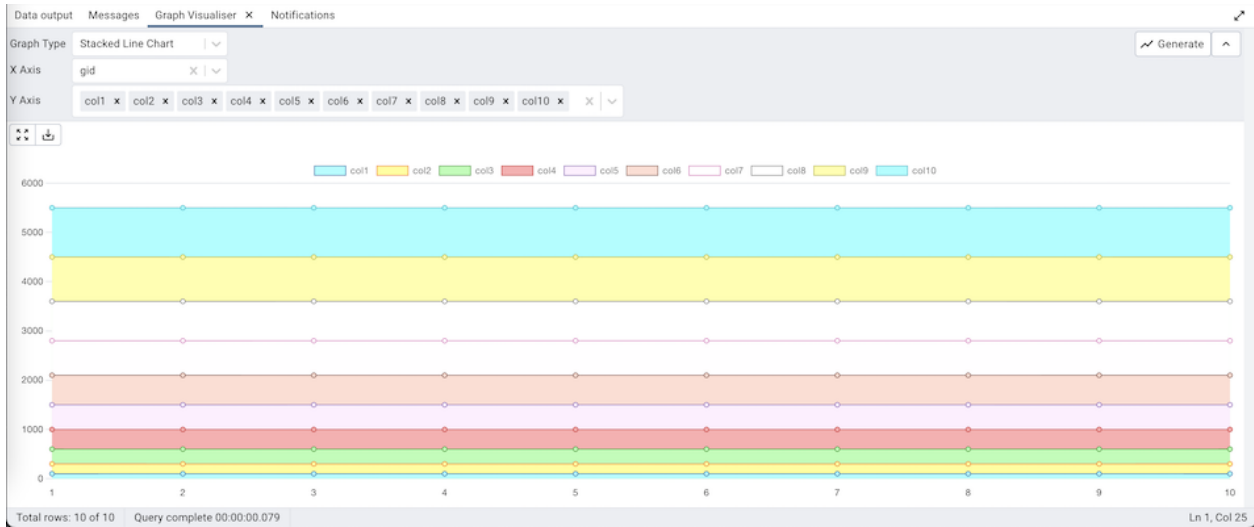 Data output Messages Graph Visualiser × Notifications
Graph Type Stacked Line Chart Generate
X Axis gid
Y Axis col1 × col2 × col3 × col4 × col5 × col6 × col7 × col8 × col9 × col10 ×
col1 col2 col3 col4 col5 col6 col7 col8 col9 col10
6000
5000
4000
3000
2000
1000
0
1 2 3 4 5 6 7 8 9 10
Total rows: 10 of 10 Query complete 00:00:00.079 Ln 1, Col 25